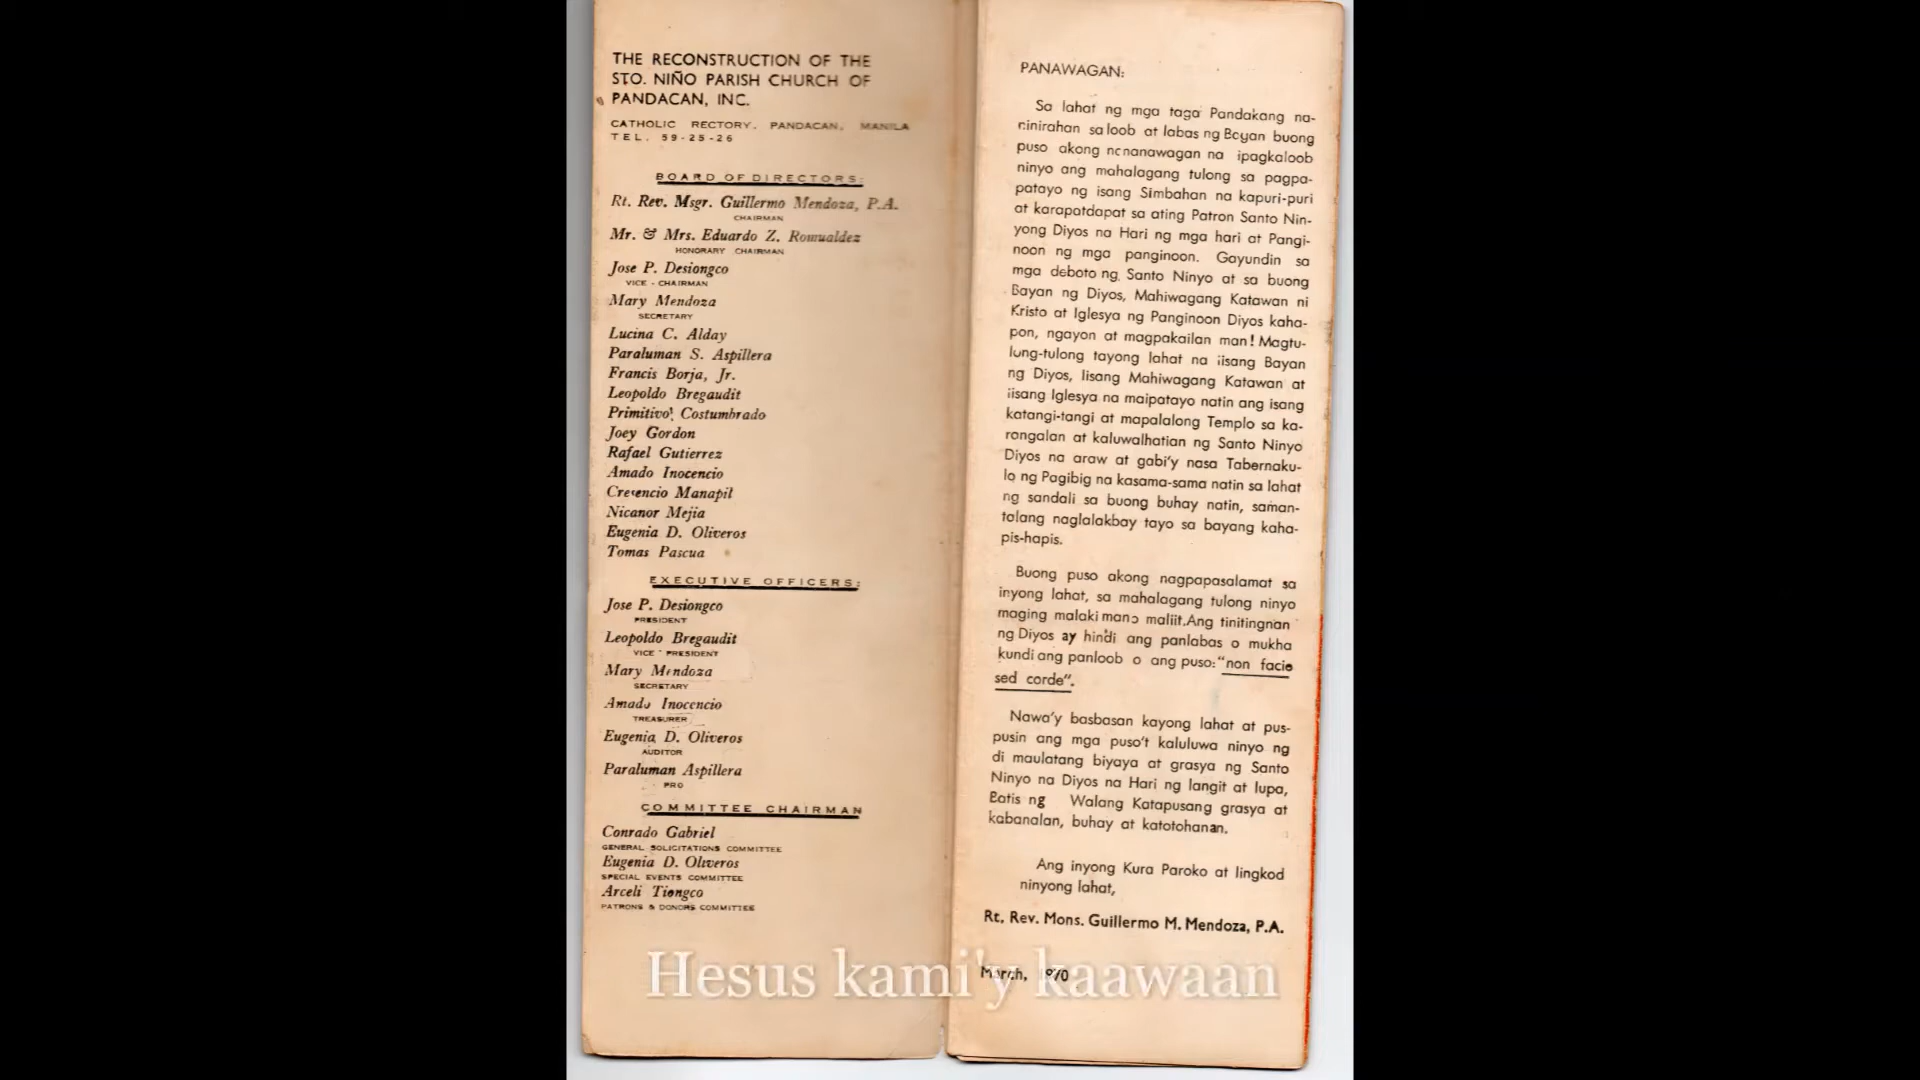 THE RECONSTRUCTION OF THE
STO. NIÑO PARISH CHURCH OF
PANDACAN, INC.
CATHOLIC RECTORY, PANDACAN, MANILA
TEL. 59-25-26
BOARD OF DIRECTORS:
Rt. Rev. Msgr. Guillermo Mendoza, P.A.
CHAIRMAN
Mr. & Mrs. Eduardo Z. Romualdez
HONORARY CHAIRMAN
Jose P. Desiongco
VICE - CHAIRMAN
Mary Mendoza
SECRETARY
Lucina C. Alday
Paraluman S. Aspillera
Francis Borja, Jr.
Leopoldo Bregaudit
Primitivo Costumbrado
Joey Gordon
Rafael Gutierrez
Amado Inocencio
Cresencio Manapil
Nicanor Mejia
Eugenia D. Oliveros
Tomas Pascua
EXECUTIVE OFFICERS:
Jose P. Desiongco
PRESIDENT
Leopoldo Bregaudit
VICE - PRESIDENT
Mary Mendoza
SECRETARY
Amado Inocencio
TREASURER
Eugenia D. Oliveros
AUDITOR
Paraluman Aspillera
PRO
COMMITTEE CHAIRMAN
Conrado Gabriel
GENERAL SOLICITATIONS COMMITTEE
Eugenia D. Oliveros
SPECIAL EVENTS COMMITTEE
Arceli Tiongco
PATRONS & DONORS COMMITTEE
PANAWAGAN:
Sa lahat ng mga taga Pandakang na-
ninirahan sa loob at labas ng Bayan buong
puso akong nananawagan na ipagkaloob
ninyo ang mahalagang tulong sa pagpa-
patayo ng isang Simbahan na kapuri-puri
at karapatdapat sa ating Patron Santo Nin-
yong Diyos na Hari ng mga hari at Pangi-
noon ng mga panginoon. Gayundin sa
mga deboto ng Santo Ninyo at sa buong
Bayan ng Diyos, Mahiwagang Katawan ni
Kristo at Iglesya ng Panginoon Diyos kaha-
pon, ngayon at magpakailan man! Magtu-
lung-tulong tayong lahat na iisang Bayan
ng Diyos, Iisang Mahiwagang Katawan at
iisang Iglesya na maipatayo natin ang isang
katangi-tangi at mapalalong Templo sa ka-
rangalan at kaluwalhatian ng Santo Ninyo
Diyos na araw at gabi'y nasa Tabernaku-
lo ng Pagibig na kasama-sama natin sa lahat
ng sandali sa buong buhay natin, saman-
talang naglalakbay tayo sa bayang kaha-
pis-hapis.
Buong puso akong nagpapasalamat sa
inyong lahat, sa mahalagang tulong ninyo
maging malaki mano maliit.Ang tinitingnan
ng Diyos ay hindi ang panlabas o mukha
kundi ang panloob o ang puso:"non facie
sed corde".
Nawa'y basbasan kayong lahat at pus-
pusin ang mga puso't kaluluwa ninyo ng
di maulatang biyaya at grasya ng Santo
Ninyo na Diyos na Hari ng langit at lupa,
Batis ng Walang Katapusang grasya at
kabanalan, buhay at katotohanan.
Ang inyong Kura Paroko at lingkod
ninyong lahat,
Rt. Rev. Mons. Guillermo M. Mendoza, P.A.
March, 1970
Hesus kami'y kaawaan